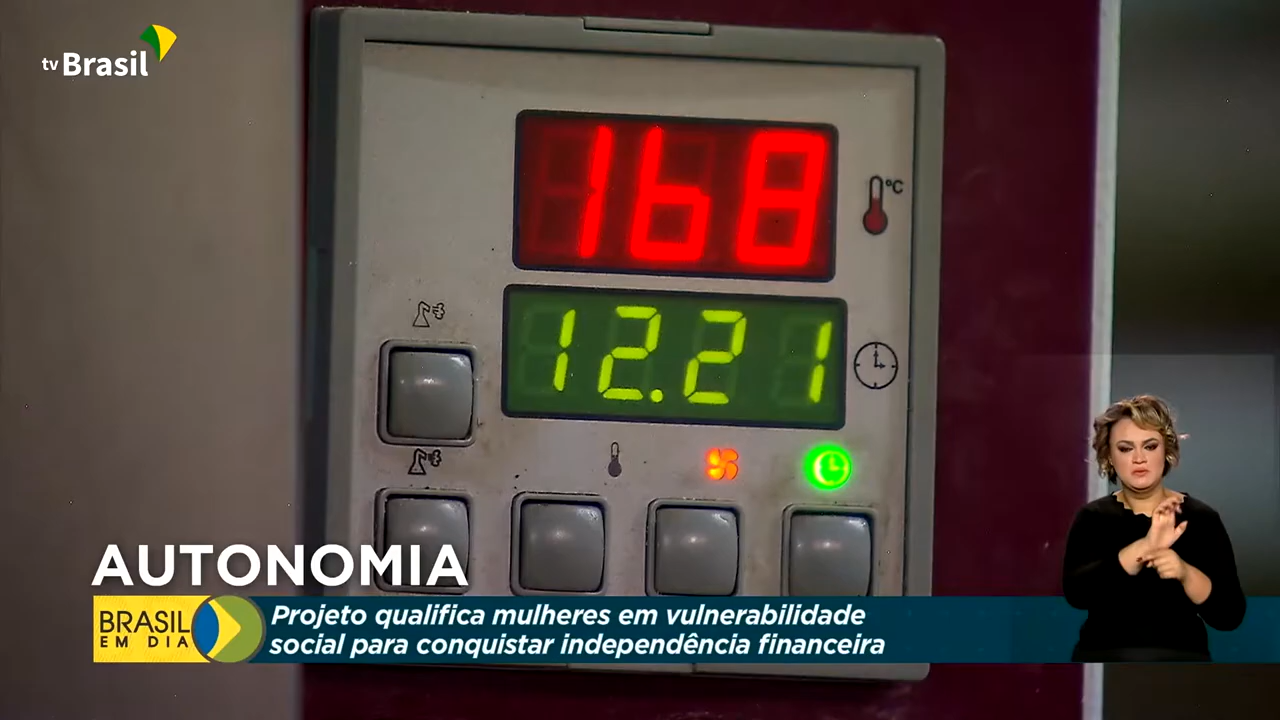 tv Brasil
168
°C
12.21
AUTONOMIA
BRASIL
EM DIA
Projeto qualifica mulheres em vulnerabilidade
social para conquistar independência financeira